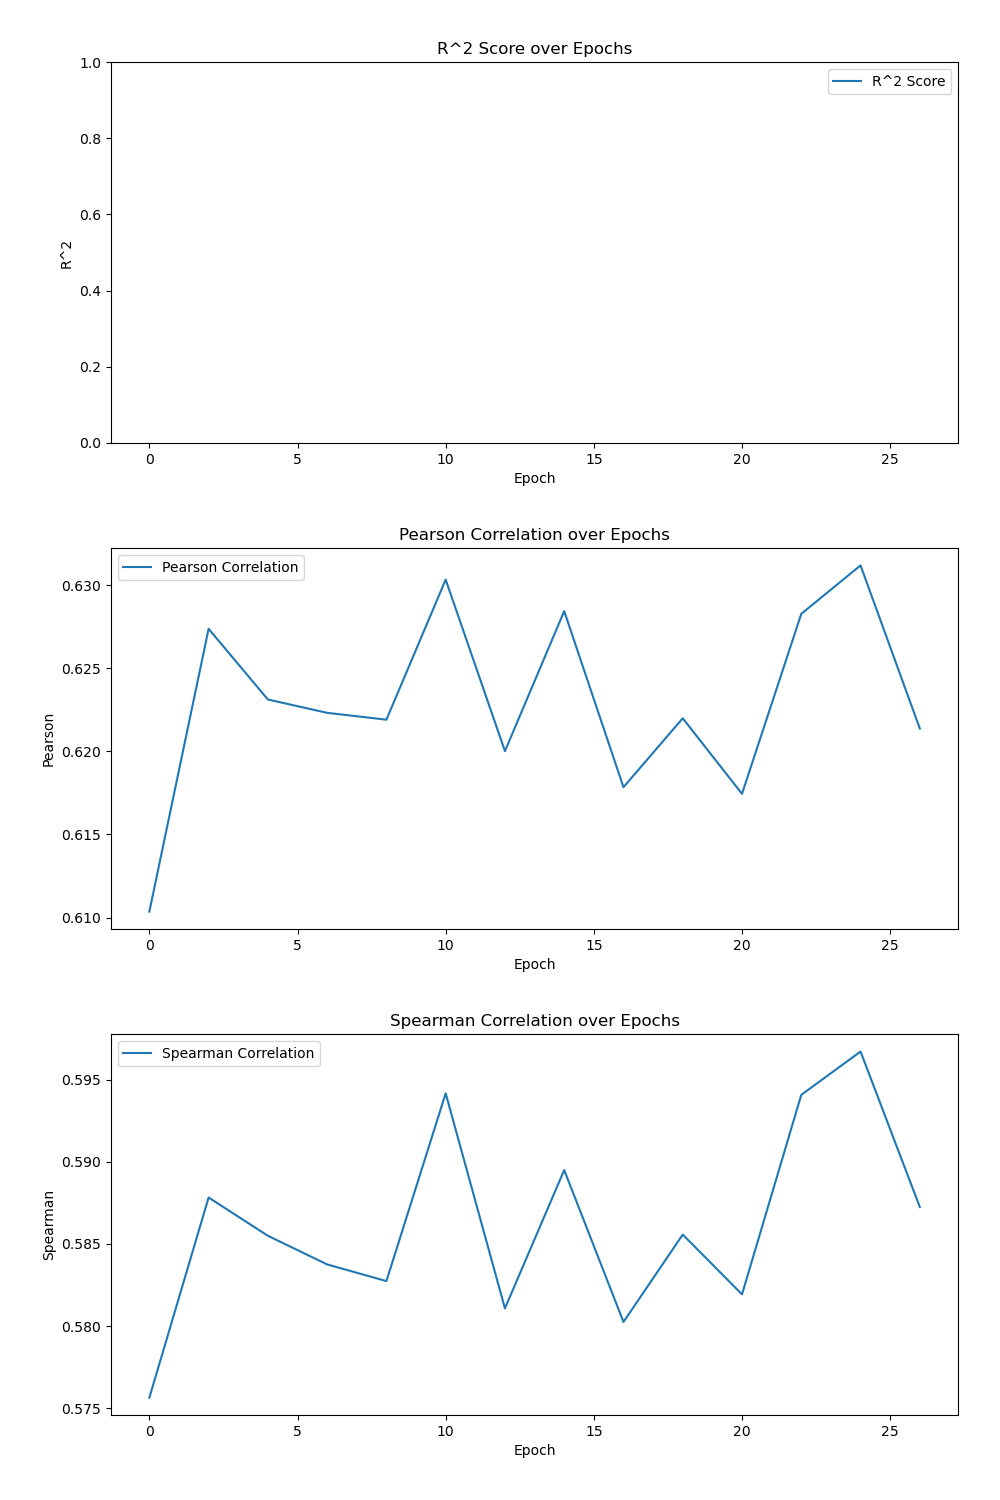 R^2 Score over Epochs
1.0
R^2 Score
0.8
0.6
R^2
0.4
0.2
0.0
0 5 10 15 20 25
Epoch
Pearson Correlation over Epochs
Pearson Correlation
0.630
0.625
Pearson
0.620
0.615
0.610
0 5 10 15 20 25
Epoch
Spearman Correlation over Epochs
Spearman Correlation
0.595
0.590
Spearman
0.585
0.580
0.575
0 5 10 15 20 25
Epoch